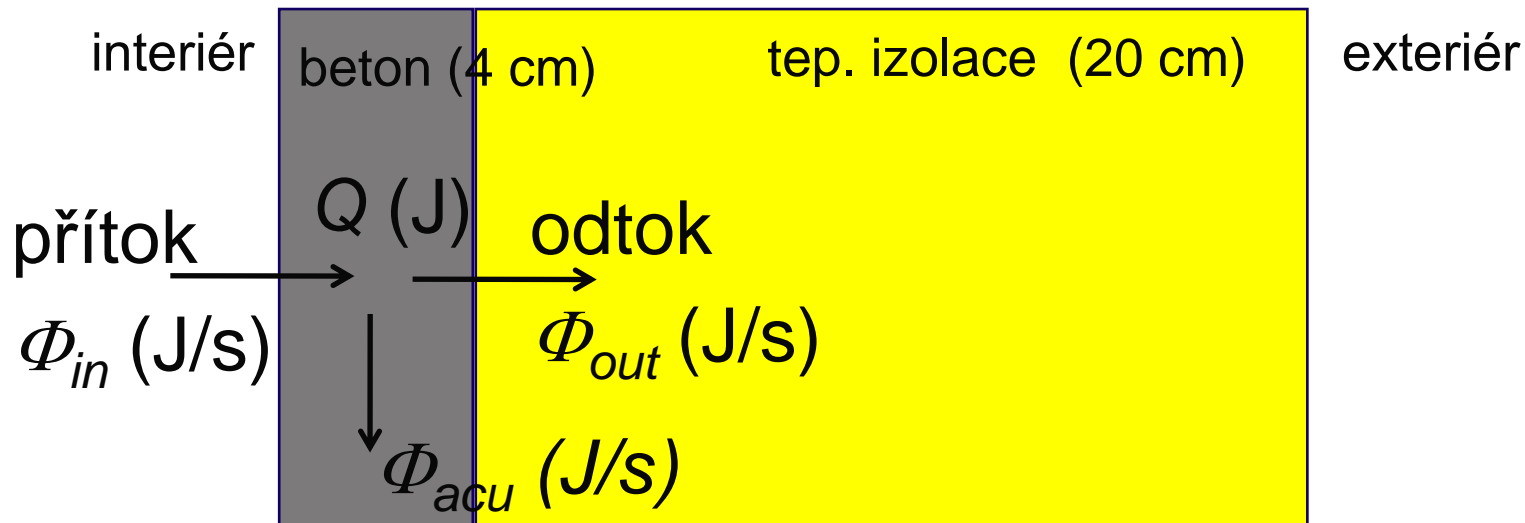 interiér
beton (4 cm)
tep. izolace (20 cm)
exteriér
přítok
Q (J)
odtok
Φin (J/s)
Φout (J/s)
Φacu (J/s)